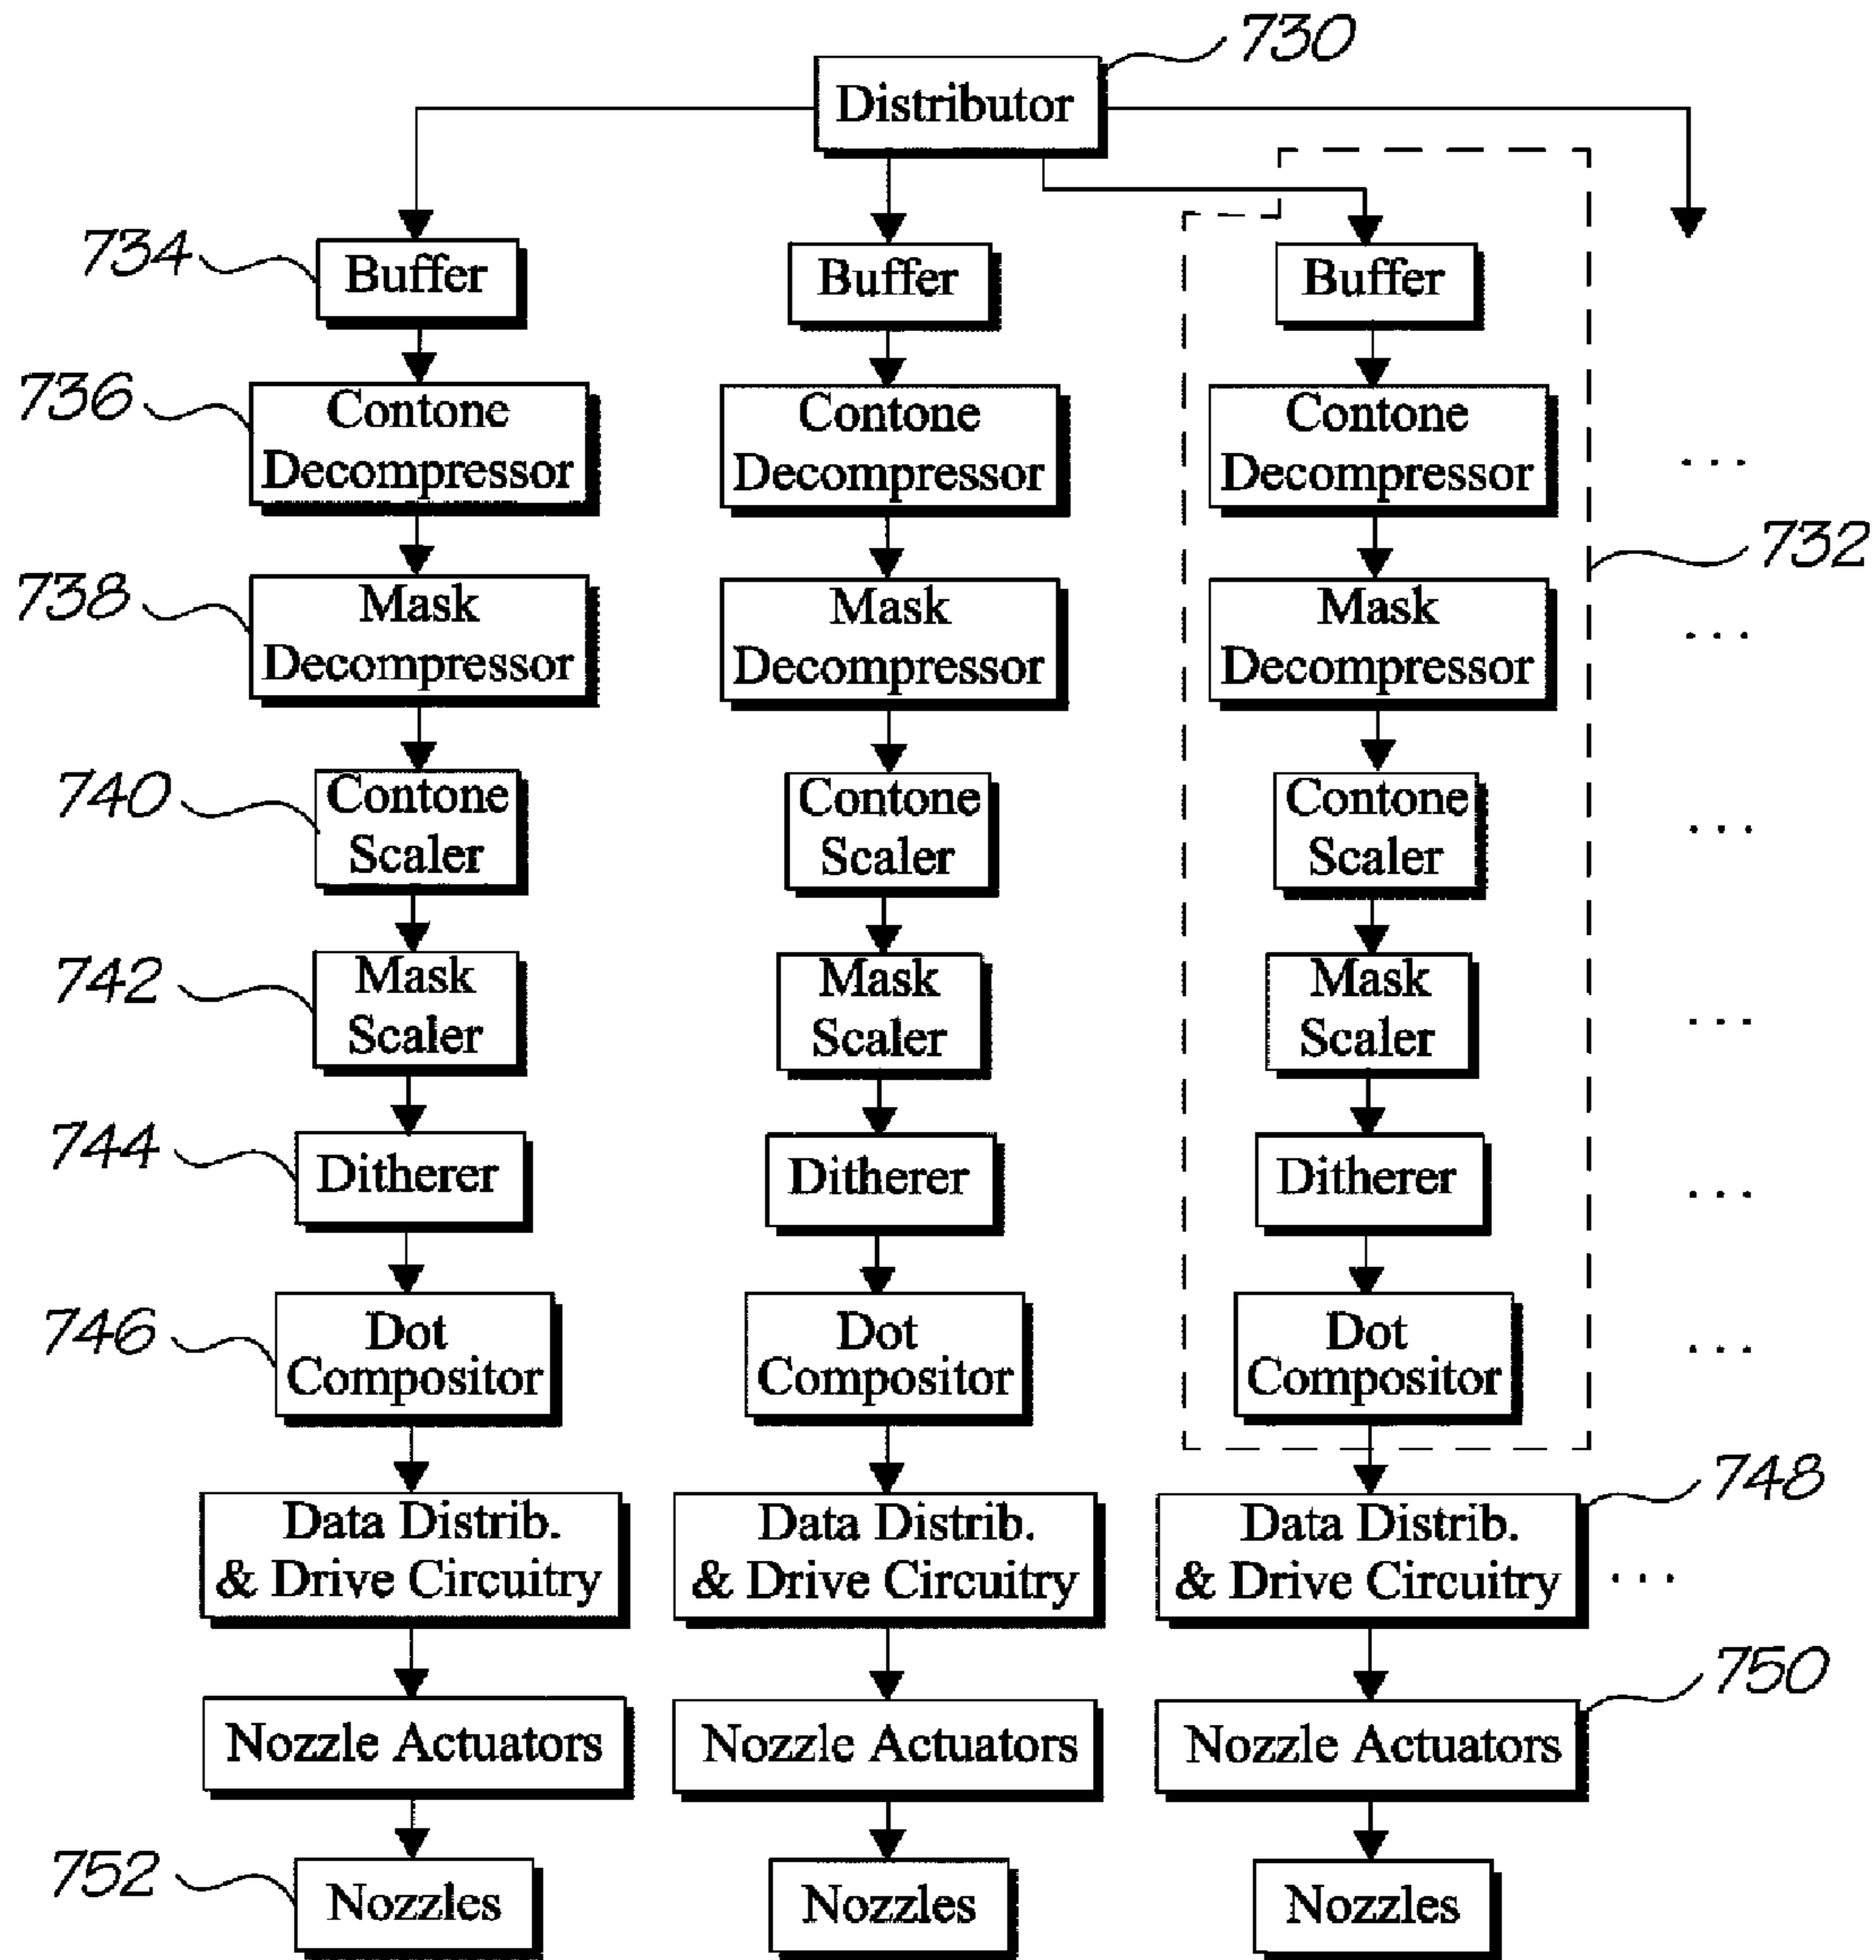 730
Distributor
734
Buffer
Buffer
Buffer
736
Contone
Decompressor
Contone
Decompressor
Contone
Decompressor
...
732
738
Mask
Decompressor
Mask
Decompressor
Mask
Decompressor
...
740
Contone
Scaler
Contone
Scaler
Contone
Scaler
...
742
Mask
Scaler
Mask
Scaler
Mask
Scaler
...
744
Ditherer
Ditherer
Ditherer
...
746
Dot
Compositor
Dot
Compositor
Dot
Compositor
...
748
Data Distrib.
& Drive Circuitry
Data Distrib.
& Drive Circuitry
Data Distrib.
& Drive Circuitry
...
750
Nozzle Actuators
Nozzle Actuators
Nozzle Actuators
752
Nozzles
Nozzles
Nozzles